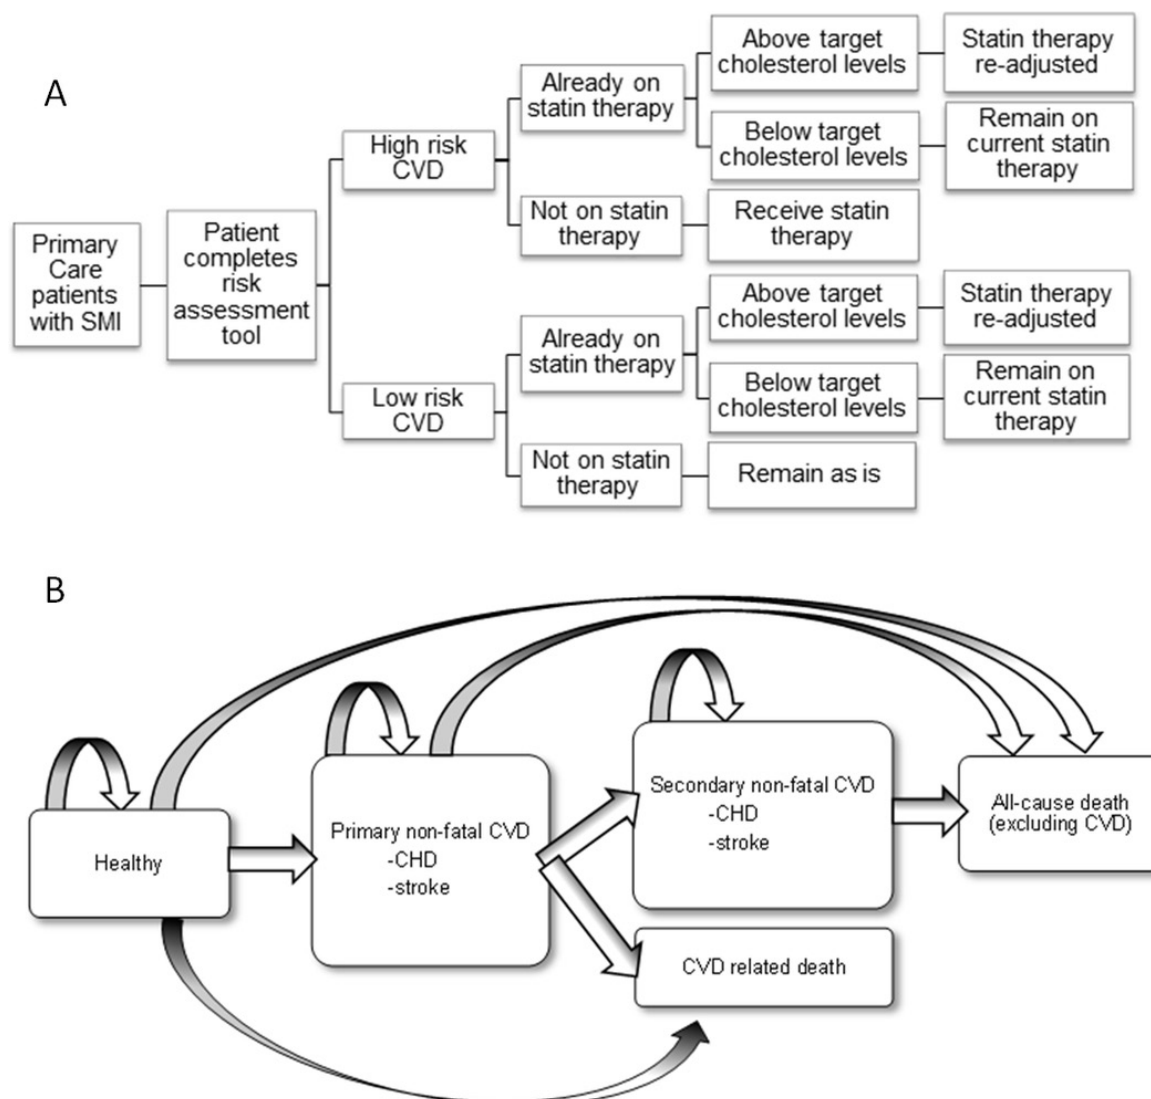 A
Primary
Care
patients
with SMI
Patient
completes
risk
assessment
tool
High risk
CVD
Already on
statin therapy
Above target
cholesterol levels
Statin therapy
re-adjusted
Below target
cholesterol levels
Remain on
current statin
therapy
Not on statin
therapy
Receive statin
therapy
Low risk
CVD
Already on
statin therapy
Above target
cholesterol levels
Statin therapy
re-adjusted
Below target
cholesterol levels
Remain on
current statin
therapy
Not on statin
therapy
Remain as is
B
Healthy
Primary non-fatal CVD
-CHD
-stroke
Secondary non-fatal CVD
-CHD
-stroke
CVD related death
All-cause death
(excluding CVD)